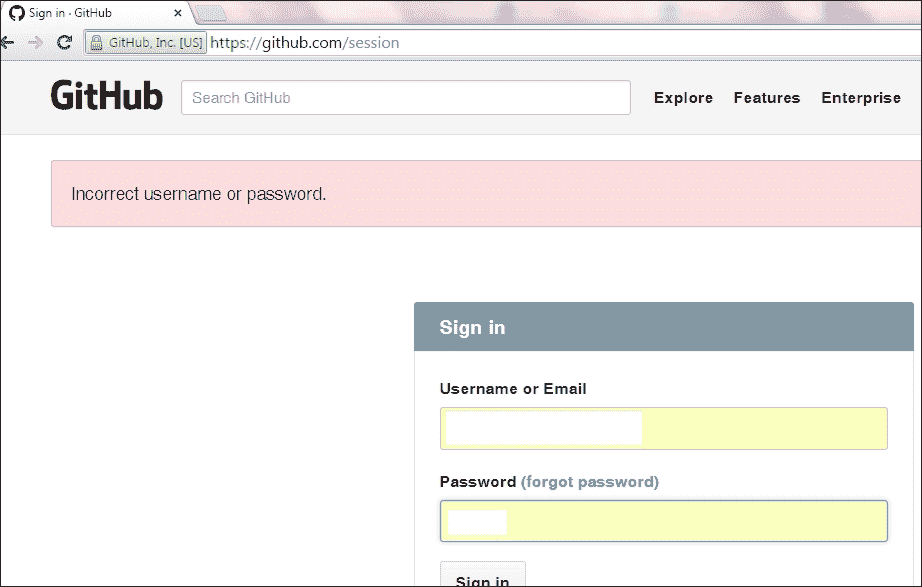 Sign in · GitHub
GitHub, Inc. [US] https://github.com/session
GitHub Search GitHub Explore Features Enterprise
Incorrect username or password.
Sign in
Username or Email
Password (forgot password)
Sign in